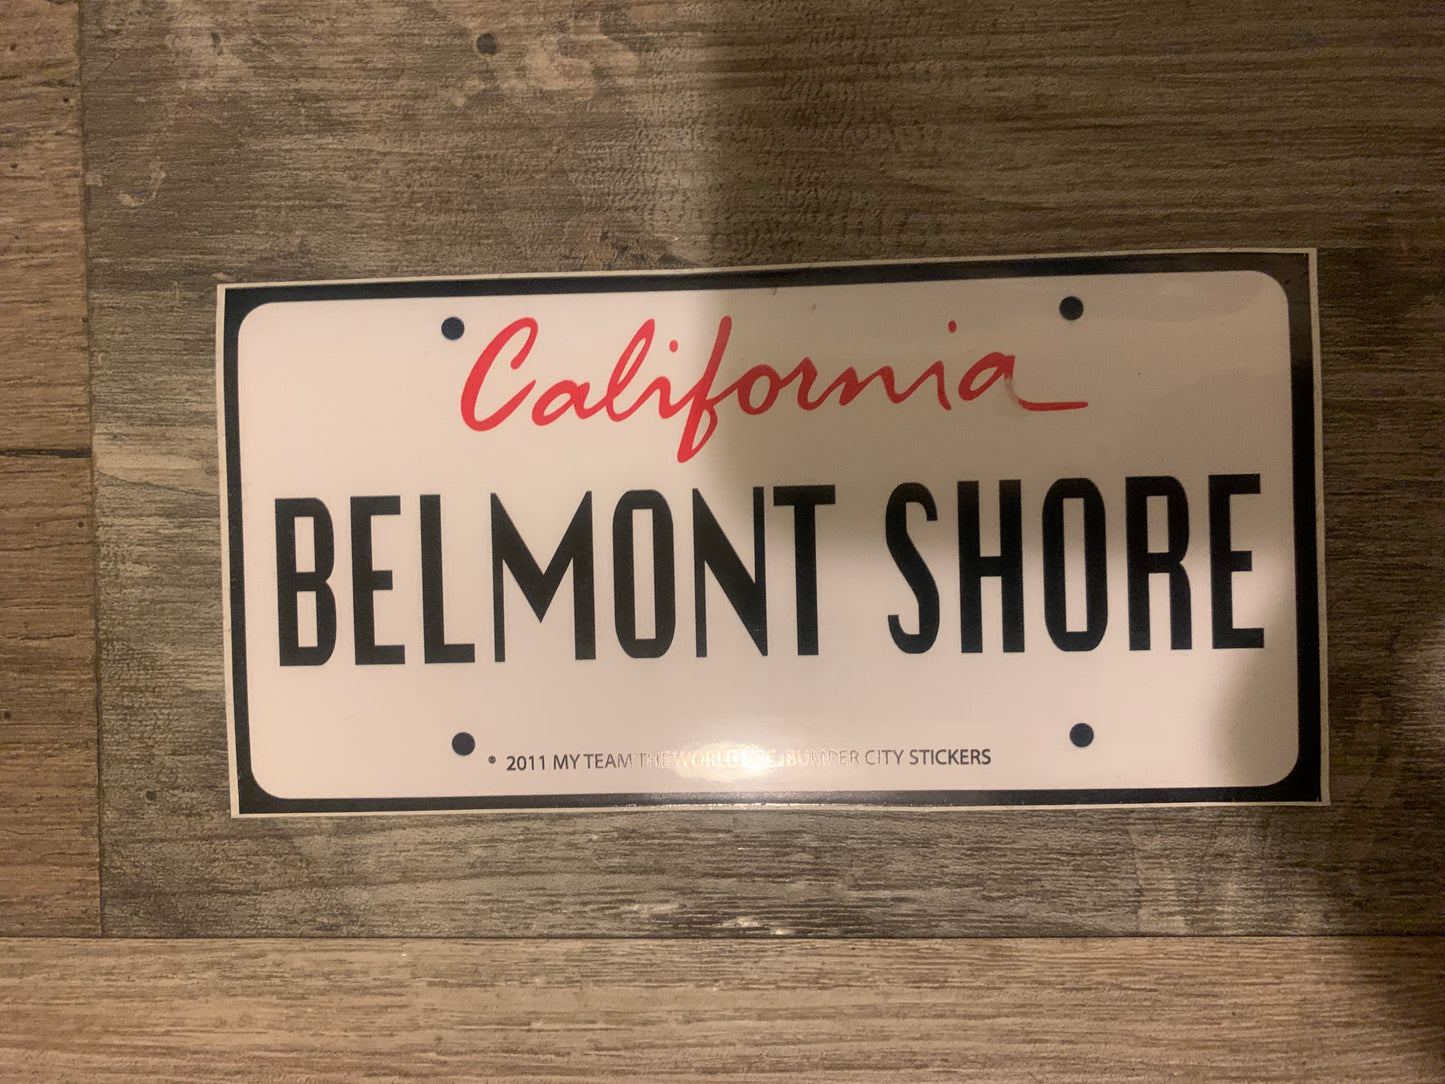 California
BELMONT SHORE
® 2011 MY TEAM THE WORLD INC. BUMPER CITY STICKERS